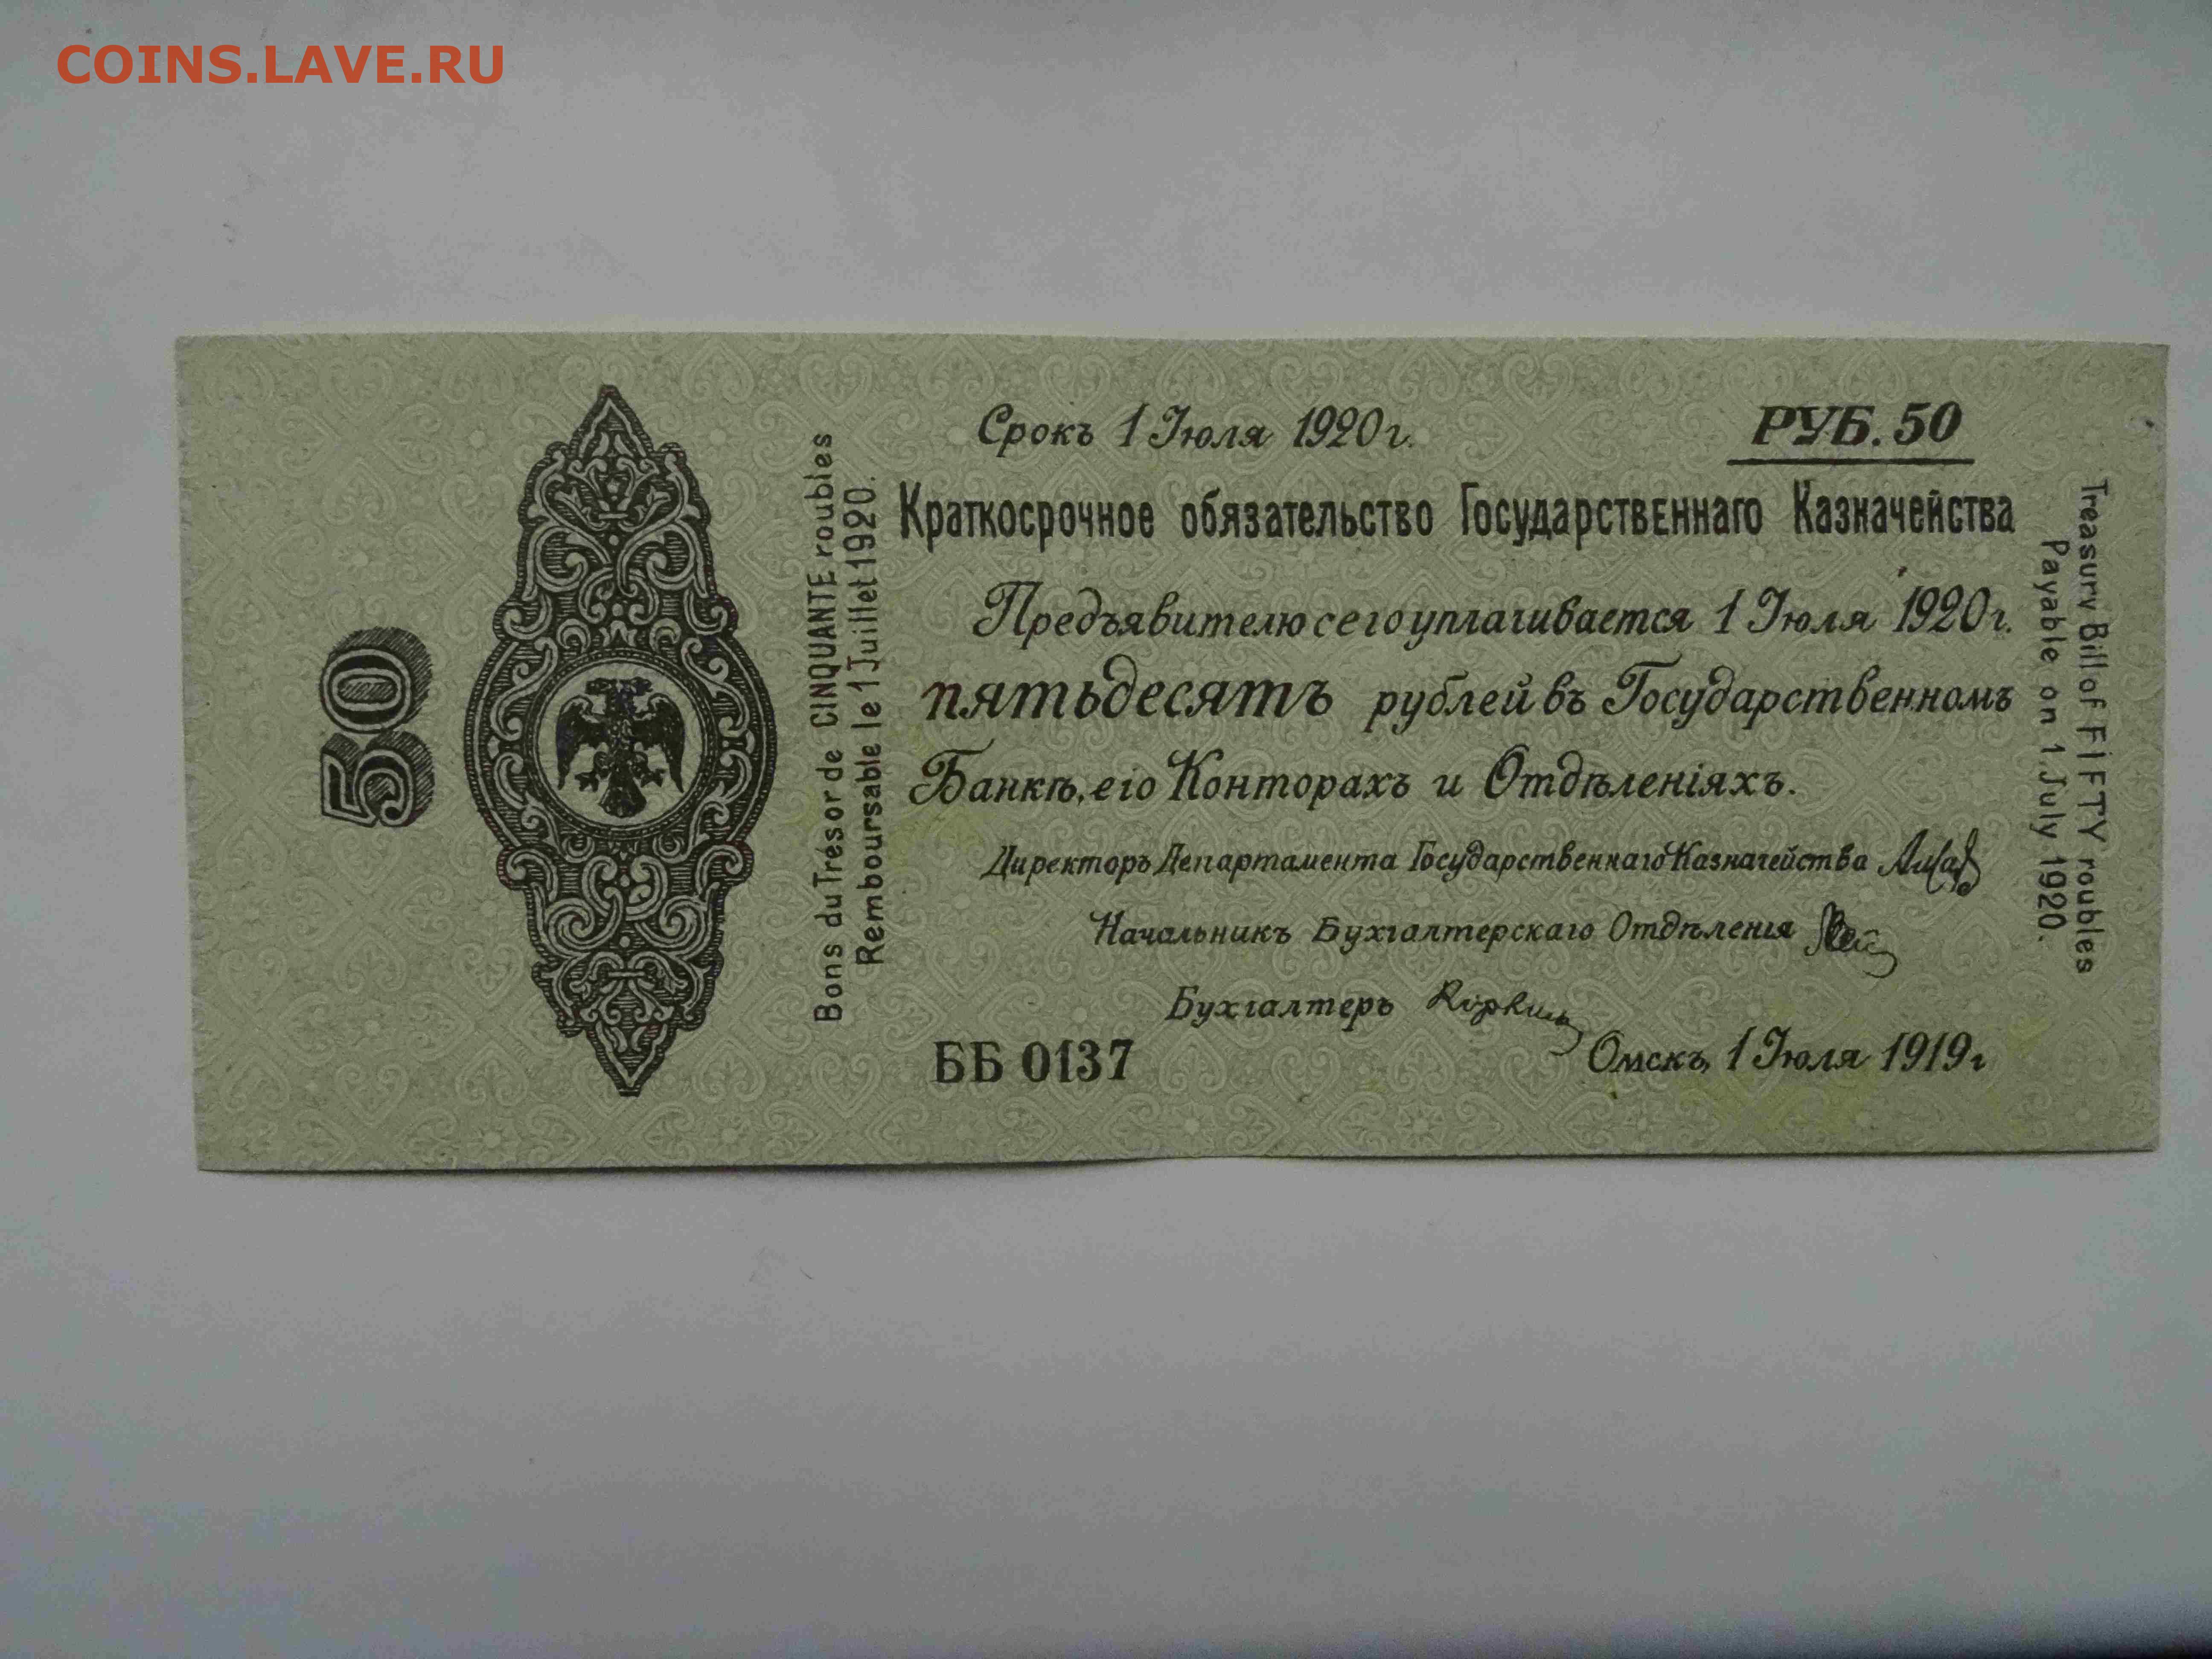 COINS.LAVE.RU
50
Bons du Trésor de CINQUANTE roubles
Remboursable le 1 Juillet 1920.
Срокъ 1 Іюля 1920 г.
РУБ. 50
Краткосрочное обязательство Государственнаго Казначейства
Предъявителю сего уплачивается 1 Іюля 1920 г.
пятьдесятъ рублей въ Государственномъ
Банкѣ, его Конторахъ и Отдѣленіяхъ.
Директоръ Департамента Государственнаго Казначейства
Начальникъ Бухгалтерскаго Отдѣленія
Бухгалтеръ
ББ 0137
Омскъ, 1 Іюля 1919 г
Treasury Bill of FIFTY roubles
Payable on 1 July 1920.